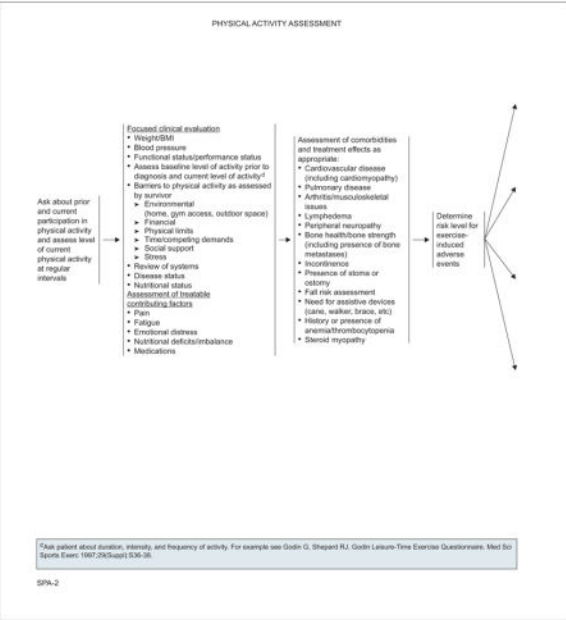 PHYSICAL ACTIVITY ASSESSMENT
Ask about prior
and current
participation in
physical activity
and assess level
of current
physical activity
at regular
intervals
Focused clinical evaluation
• Weight/BMI
• Blood pressure
• Functional status/performance status
• Assess baseline level of activity prior to
diagnosis and current level of activityd
• Barriers to physical activity as assessed
by survivor
➤ Environmental
(home, gym access, outdoor space)
➤ Financial
➤ Physical limits
➤ Time/competing demands
➤ Social support
➤ Stress
• Review of systems
• Disease status
• Nutritional status
Assessment of treatable
contributing factors
• Pain
• Fatigue
• Emotional distress
• Nutritional deficits/imbalance
• Medications
Assessment of comorbidities
and treatment effects as
appropriate:
• Cardiovascular disease
(including cardiomyopathy)
• Pulmonary disease
• Arthritis/musculoskeletal
issues
• Lymphedema
• Peripheral neuropathy
• Bone health/bone strength
(including presence of bone
metastases)
• Incontinence
• Presence of stoma or
ostomy
• Fall risk assessment
• Need for assistive devices
(cane, walker, brace, etc)
• History or presence of
anemia/thrombocytopenia
• Steroid myopathy
Determine
risk level for
exercise-
induced
adverse
events
dAsk patient about duration, intensity, and frequency of activity. For example see Godin G, Shepard RJ. Godin Leisure-Time Exercise Questionnaire. Med Sci
Sports Exerc 1997;29(Suppl):S36-38.
SPA-2